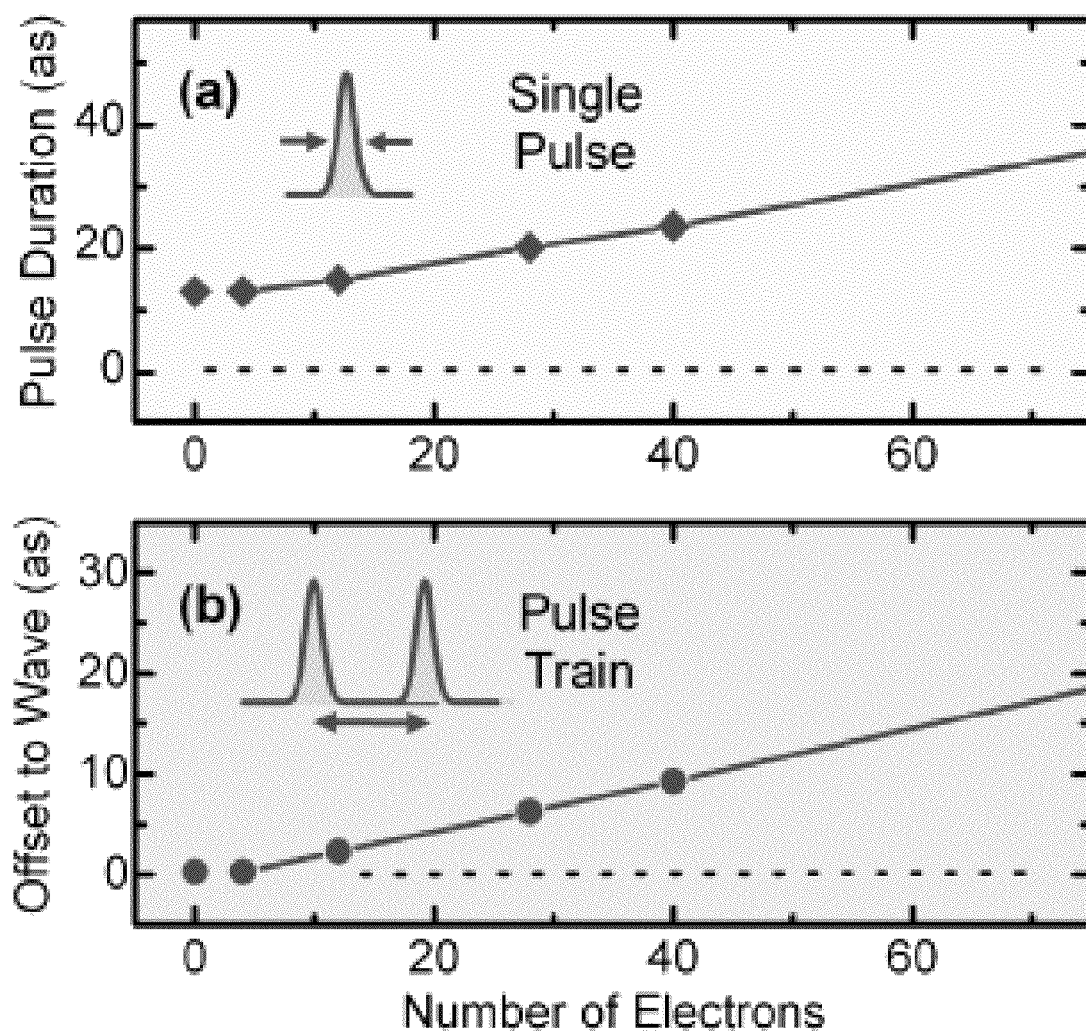 Pulse Duration (as)
(a)
Single
Pulse
40
20
0
0 20 40 60
Offset to Wave (as)
(b)
Pulse
Train
30
20
10
0
0 20 40 60
Number of Electrons